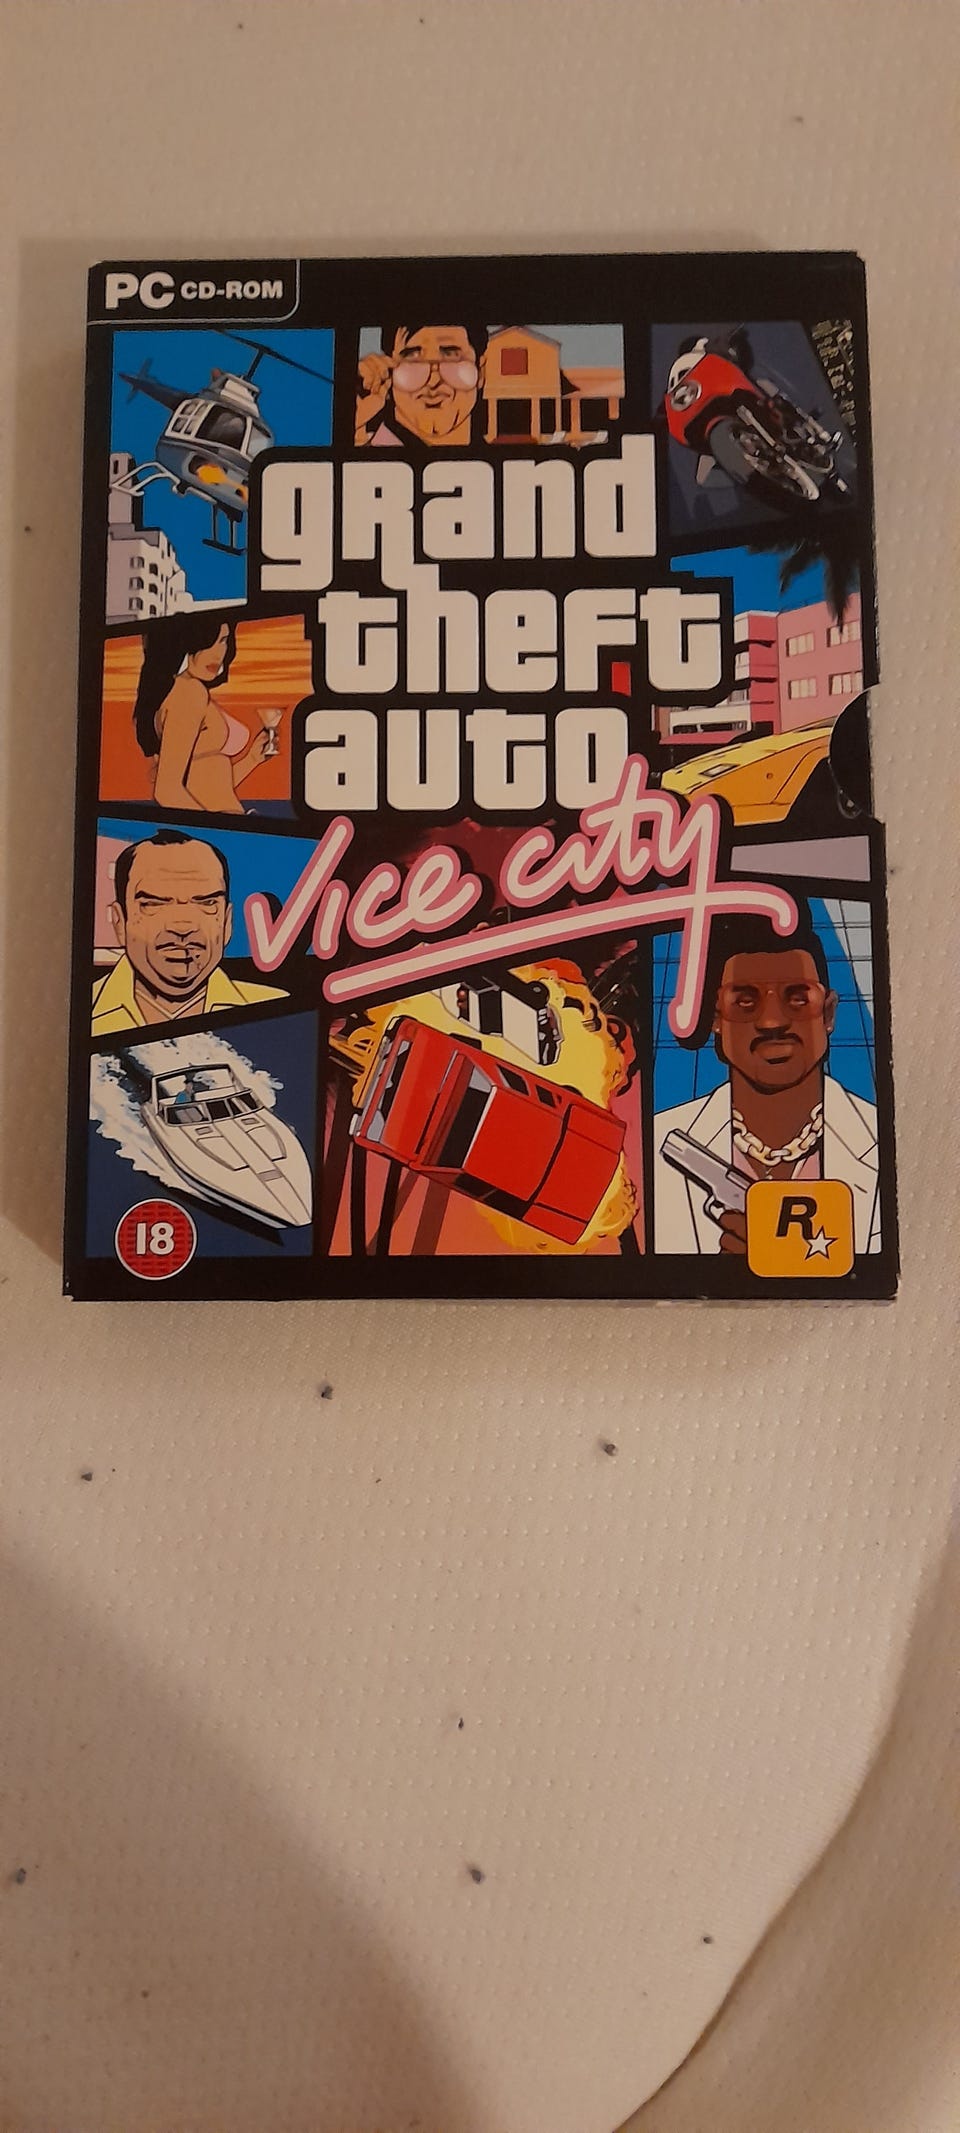 PC CD-ROM
grand
theft
auto
Vice City
18
R